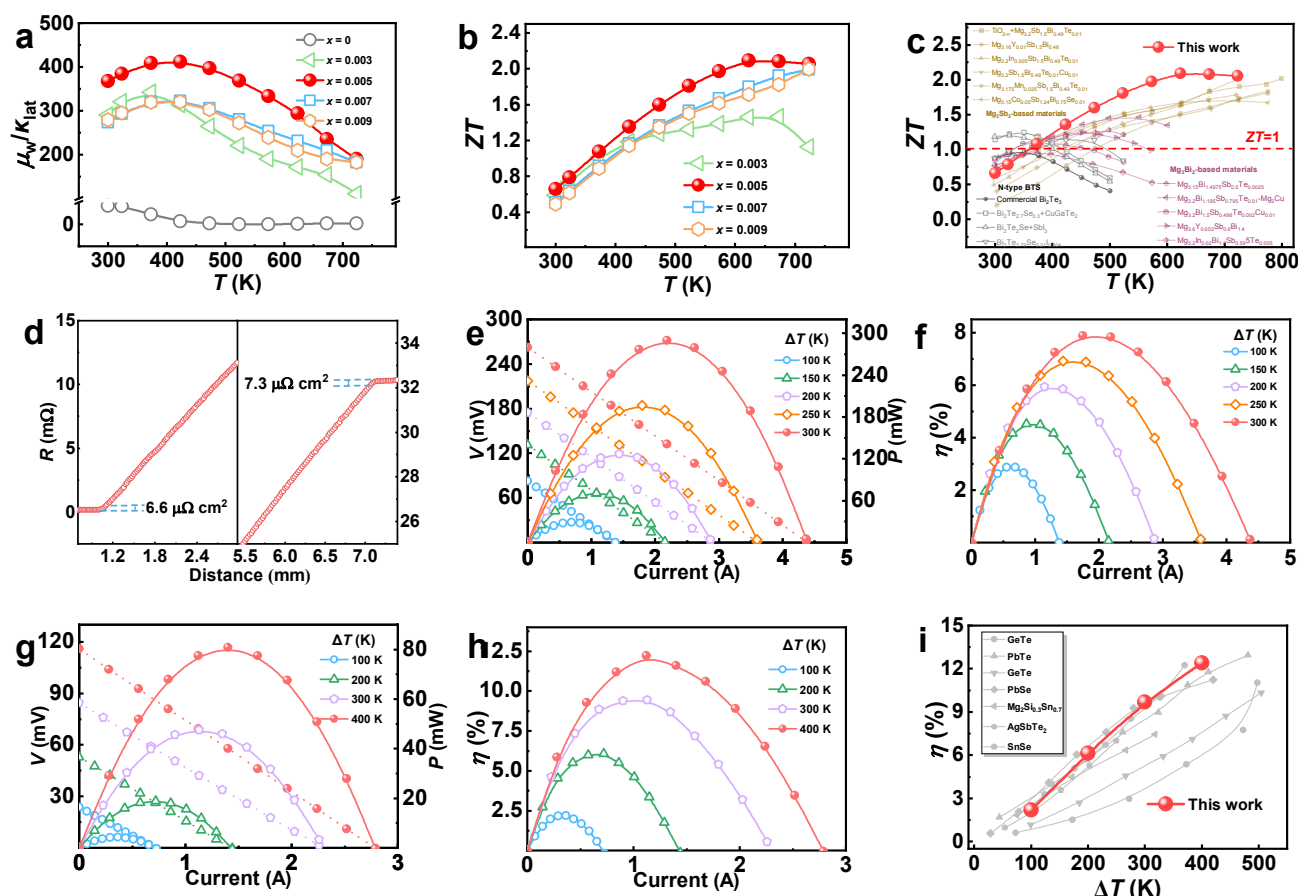 a
500
400
300
200
0
μw/κlat
300 400 500 600 700
T (K)
x = 0
x = 0.003
x = 0.005
x = 0.007
x = 0.009
b
2.4
2.0
1.6
1.2
0.8
0.4
ZT
300 400 500 600 700
T (K)
x = 0.003
x = 0.005
x = 0.007
x = 0.009
c
2.5
2.0
1.5
1.0
0.5
0.0
ZT
300 400 500 600 700 800
T (K)
This work
ZT=1
Mg3Sb2-based materials
Mg3Bi2-based materials
Mg3.15Bi1.4975Sb0.5Te0.0025
N-type BTS
Commercial Bi2Te3
Bi2Te2.7Se0.3+CuGaTe2
Bi2Te2Se+SbI3
d
15
10
5
0
R (mΩ)
33
32
30
29
28
26
1.2 1.8 2.4 5.5 6.0 6.5 7.0
Distance (mm)
7.3 μΩ cm2
6.6 μΩ cm2
e
300
240
180
120
60
V (mV)
300
240
180
120
60
P (mW)
0 1 2 3 4 5
Current (A)
ΔT (K)
100 K
150 K
200 K
250 K
300 K
f
8
6
4
2
η (%)
0 1 2 3 4 5
Current (A)
ΔT (K)
100 K
150 K
200 K
250 K
300 K
g
120
90
60
30
V (mV)
80
60
40
20
P (mW)
0 1 2 3
Current (A)
ΔT (K)
100 K
200 K
300 K
400 K
h
12.5
10.0
7.5
5.0
2.5
η (%)
0 1 2 3
Current (A)
ΔT (K)
100 K
200 K
300 K
400 K
i
15
12
9
6
3
0
η (%)
100 200 300 400 500
ΔT (K)
GeTe
PbTe
GeTe
PbSe
Mg2Si0.3Sn0.7
AgSbTe2
SnSe
This work